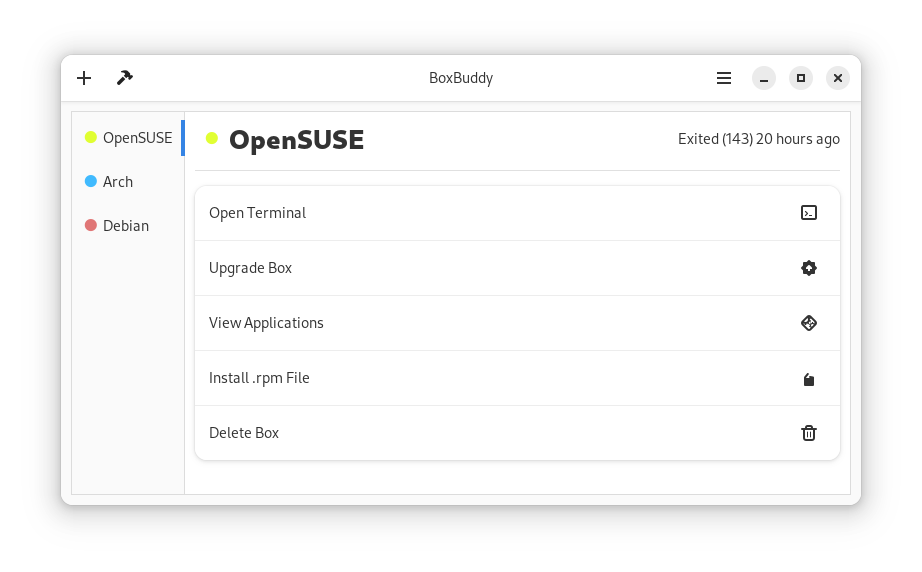 BoxBuddy
OpenSUSE
Arch
Debian
OpenSUSE
Exited (143) 20 hours ago
Open Terminal
Upgrade Box
View Applications
Install .rpm File
Delete Box